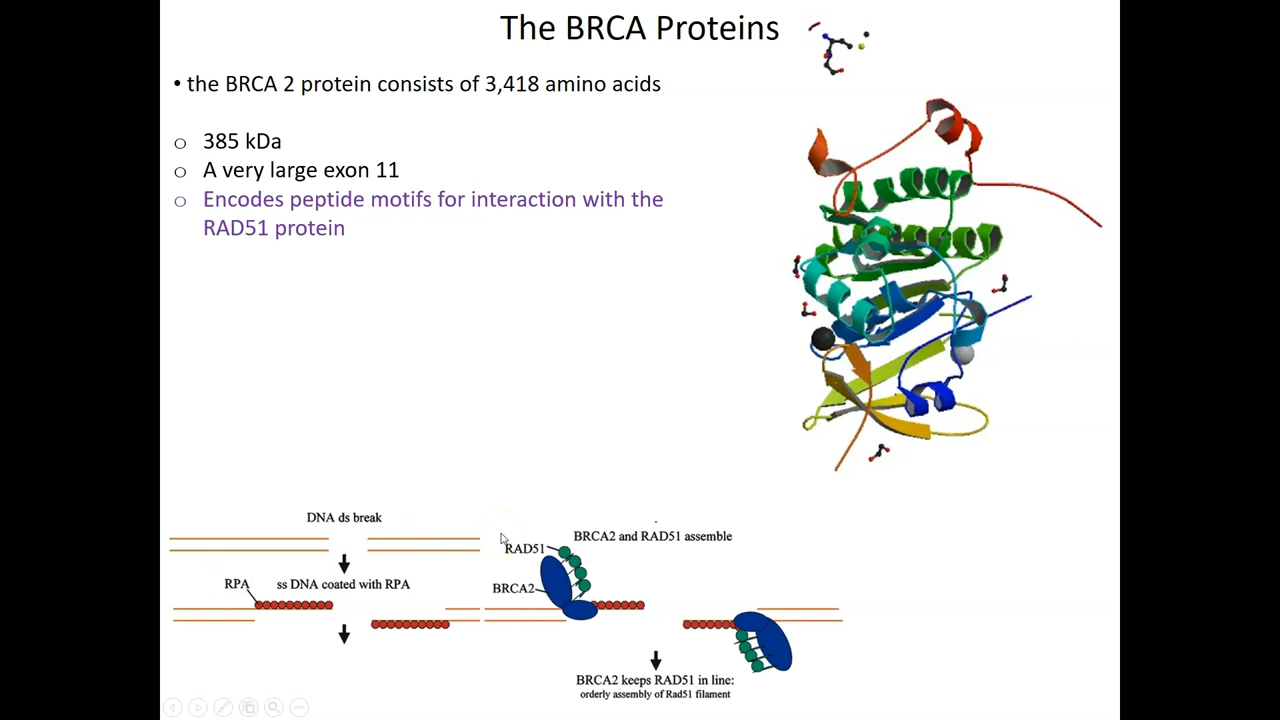 The BRCA Proteins
• the BRCA 2 protein consists of 3,418 amino acids
o 385 kDa
o A very large exon 11
o Encodes peptide motifs for interaction with the
RAD51 protein
DNA ds break
RPA ss DNA coated with RPA
BRCA2 and RAD51 assemble
RAD51
BRCA2
BRCA2 keeps RAD51 in line:
orderly assembly of Rad51 filament